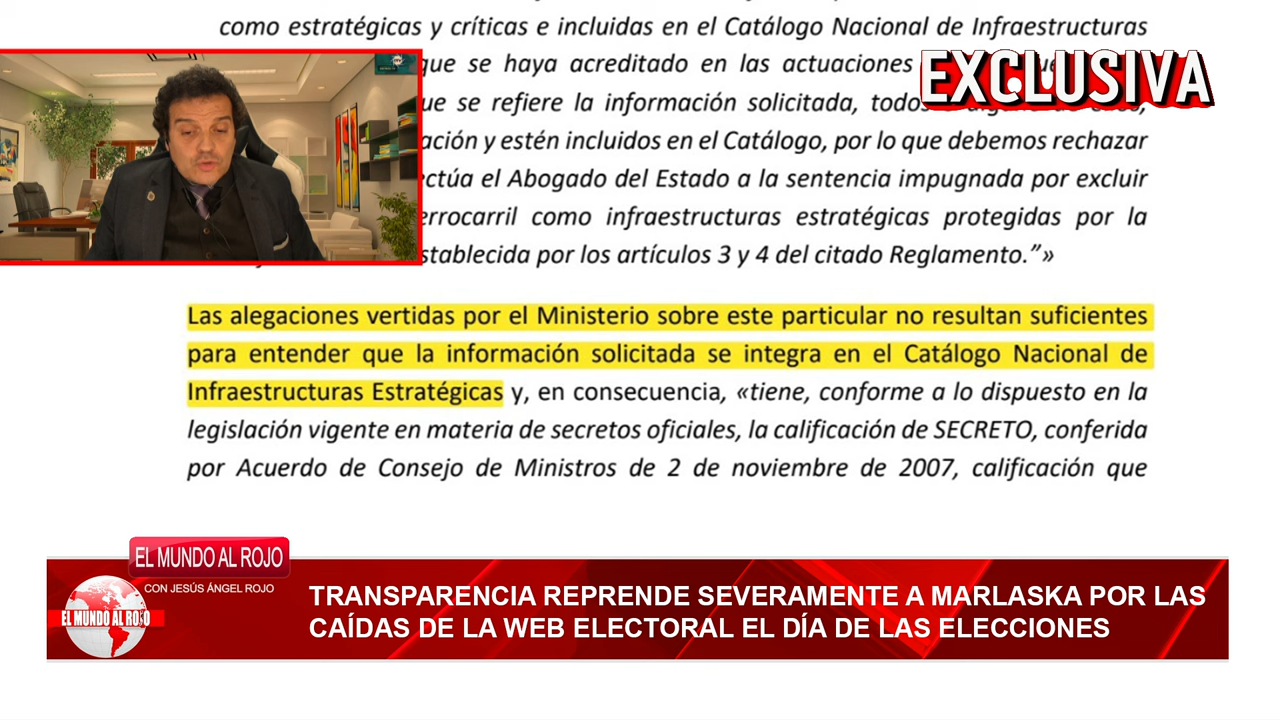 como estratégicas y críticas e incluidas en el Catálogo Nacional de Infraestructuras
EXCLUSIVA
que se haya acreditado en las actuaciones
ue se refiere la información solicitada,
ación y estén incluidos en el Catálogo, por lo que debemos rechazar
ectúa el Abogado del Estado a la sentencia impugnada por excluir
errocarril como infraestructuras estratégicas protegidas por la
stablecida por los artículos 3 y 4 del citado Reglamento.”»
Las alegaciones vertidas por el Ministerio sobre este particular no resultan suficientes
para entender que la información solicitada se integra en el Catálogo Nacional de
Infraestructuras Estratégicas y, en consecuencia, «tiene, conforme a lo dispuesto en la
legislación vigente en materia de secretos oficiales, la calificación de SECRETO, conferida
por Acuerdo de Consejo de Ministros de 2 de noviembre de 2007, calificación que
EL MUNDO AL ROJO
CON JESÚS ÁNGEL ROJO
EL MUNDO AL ROJO
TRANSPARENCIA REPRENDE SEVERAMENTE A MARLASKA POR LAS
CAÍDAS DE LA WEB ELECTORAL EL DÍA DE LAS ELECCIONES